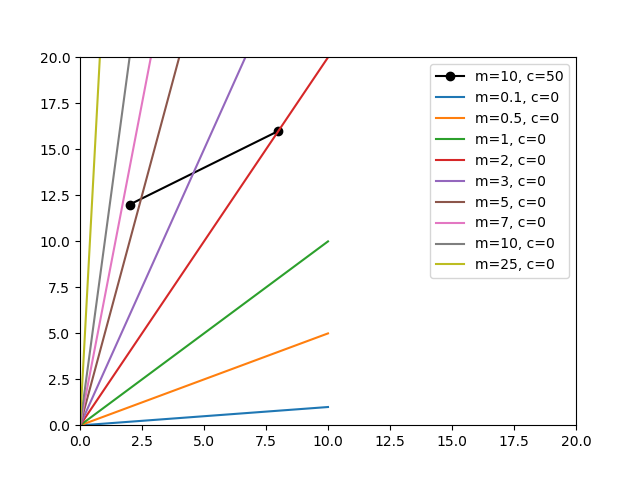 20.0
17.5
15.0
12.5
10.0
7.5
5.0
2.5
0.0
0.0 2.5 5.0 7.5 10.0 12.5 15.0 17.5 20.0
m=10, c=50
m=0.1, c=0
m=0.5, c=0
m=1, c=0
m=2, c=0
m=3, c=0
m=5, c=0
m=7, c=0
m=10, c=0
m=25, c=0